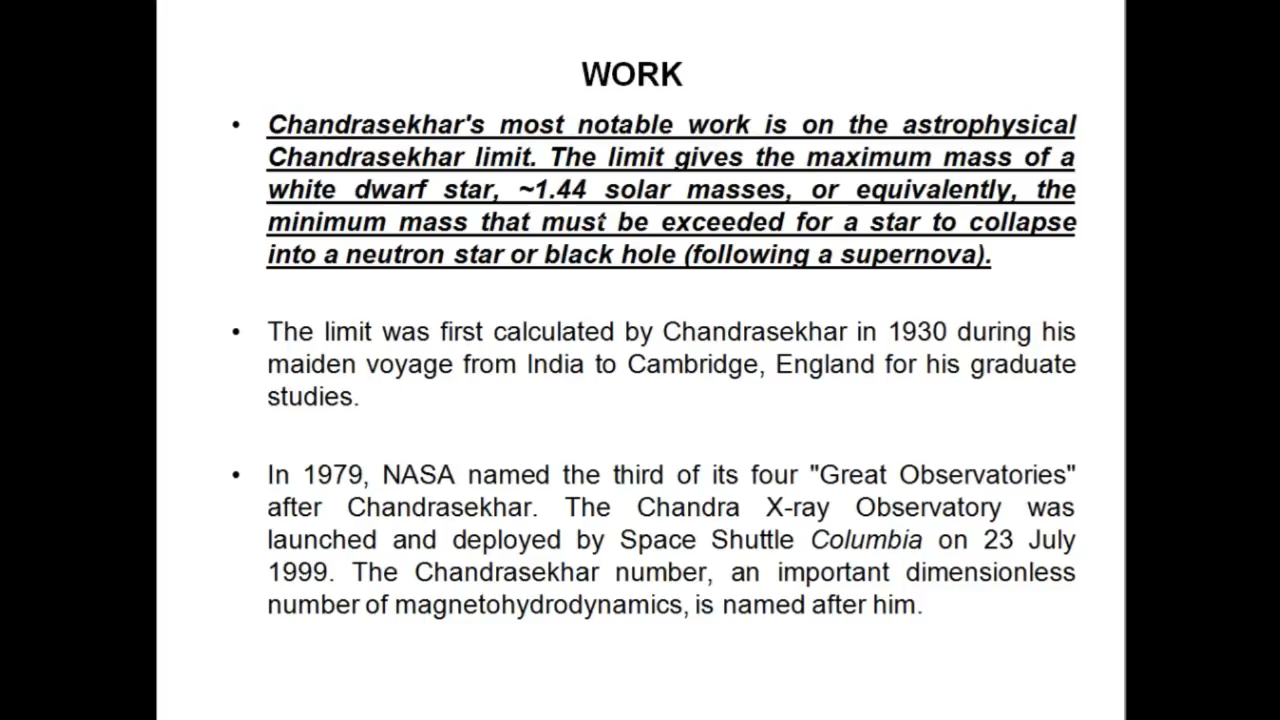 WORK
• Chandrasekhar's most notable work is on the astrophysical
Chandrasekhar limit. The limit gives the maximum mass of a
white dwarf star, ~1.44 solar masses, or equivalently, the
minimum mass that must be exceeded for a star to collapse
into a neutron star or black hole (following a supernova).
• The limit was first calculated by Chandrasekhar in 1930 during his
maiden voyage from India to Cambridge, England for his graduate
studies.
• In 1979, NASA named the third of its four "Great Observatories"
after Chandrasekhar. The Chandra X-ray Observatory was
launched and deployed by Space Shuttle Columbia on 23 July
1999. The Chandrasekhar number, an important dimensionless
number of magnetohydrodynamics, is named after him.